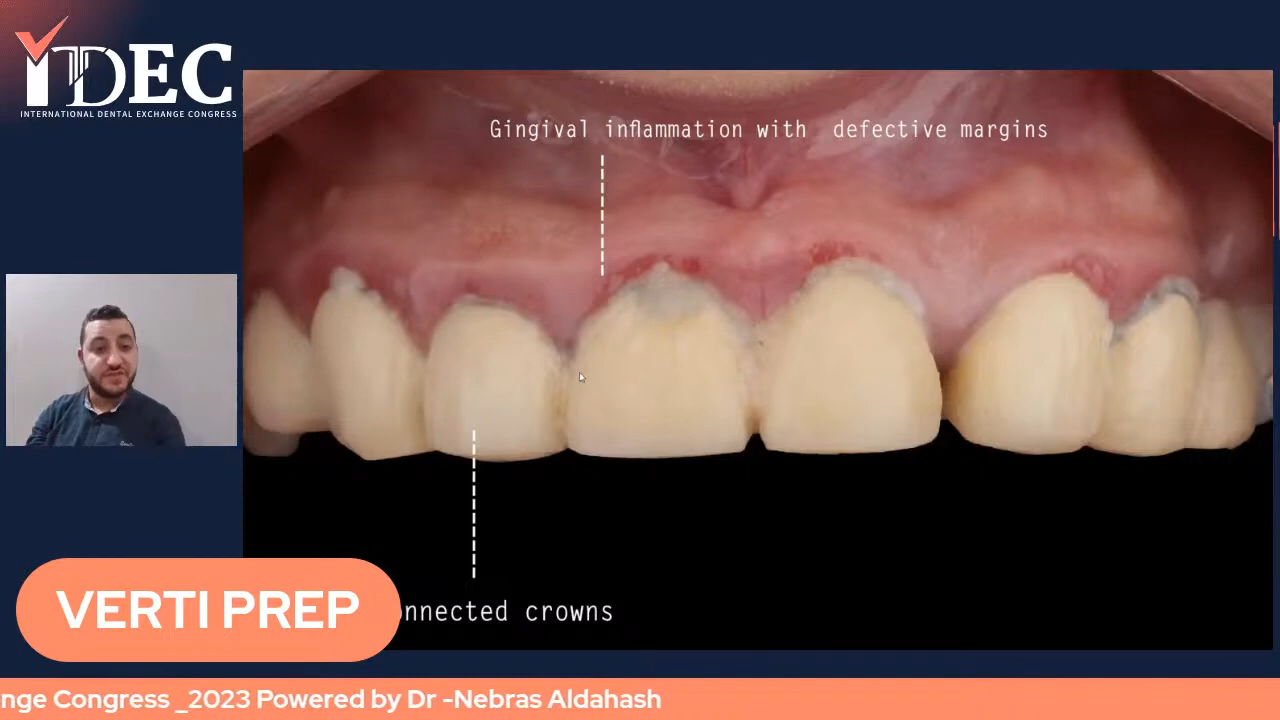 IDEC
INTERNATIONAL DENTAL EXCHANGE CONGRESS
Gingival inflammation with defective margins
nnected crowns
VERTI PREP
nge Congress _2023 Powered by Dr -Nebras Aldahash